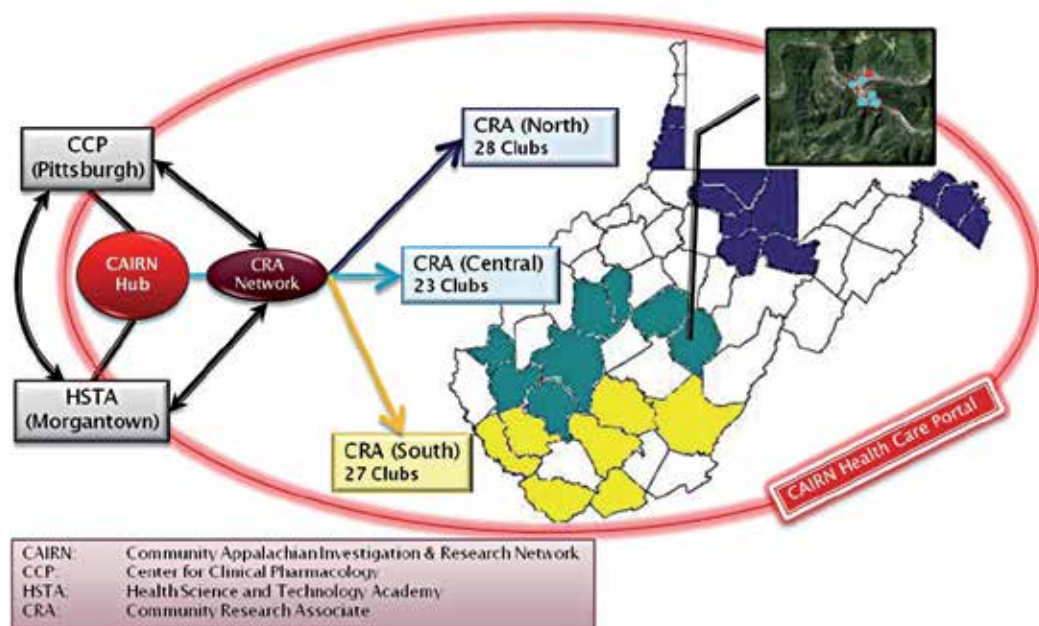 CCP
(Pittsburgh)
CAIRN
Hub
CRA
Network
HSTA
(Morgantown)
CRA (North)
28 Clubs
CRA (Central)
23 Clubs
CRA (South)
27 Clubs
CAIRN Health Care Portal
CAIRN: Community Appalachian Investigation & Research Network
CCP: Center for Clinical Pharmacology
HSTA: Health Science and Technology Academy
CRA: Community Research Associate